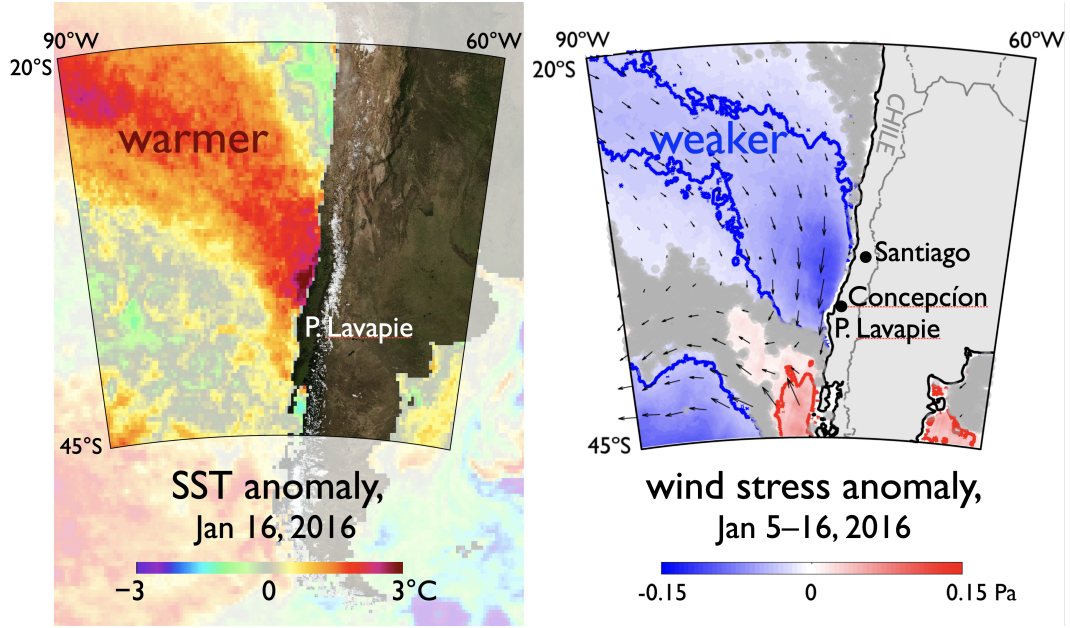 90°W
60°W
20°S
warmer
P. Lavapie
45°S
SST anomaly,
Jan 16, 2016
−3
0
3°C
90°W
60°W
20°S
CHILE
weaker
Santiago
Concepcíon
P. Lavapie
45°S
wind stress anomaly,
Jan 5–16, 2016
-0.15
0
0.15 Pa